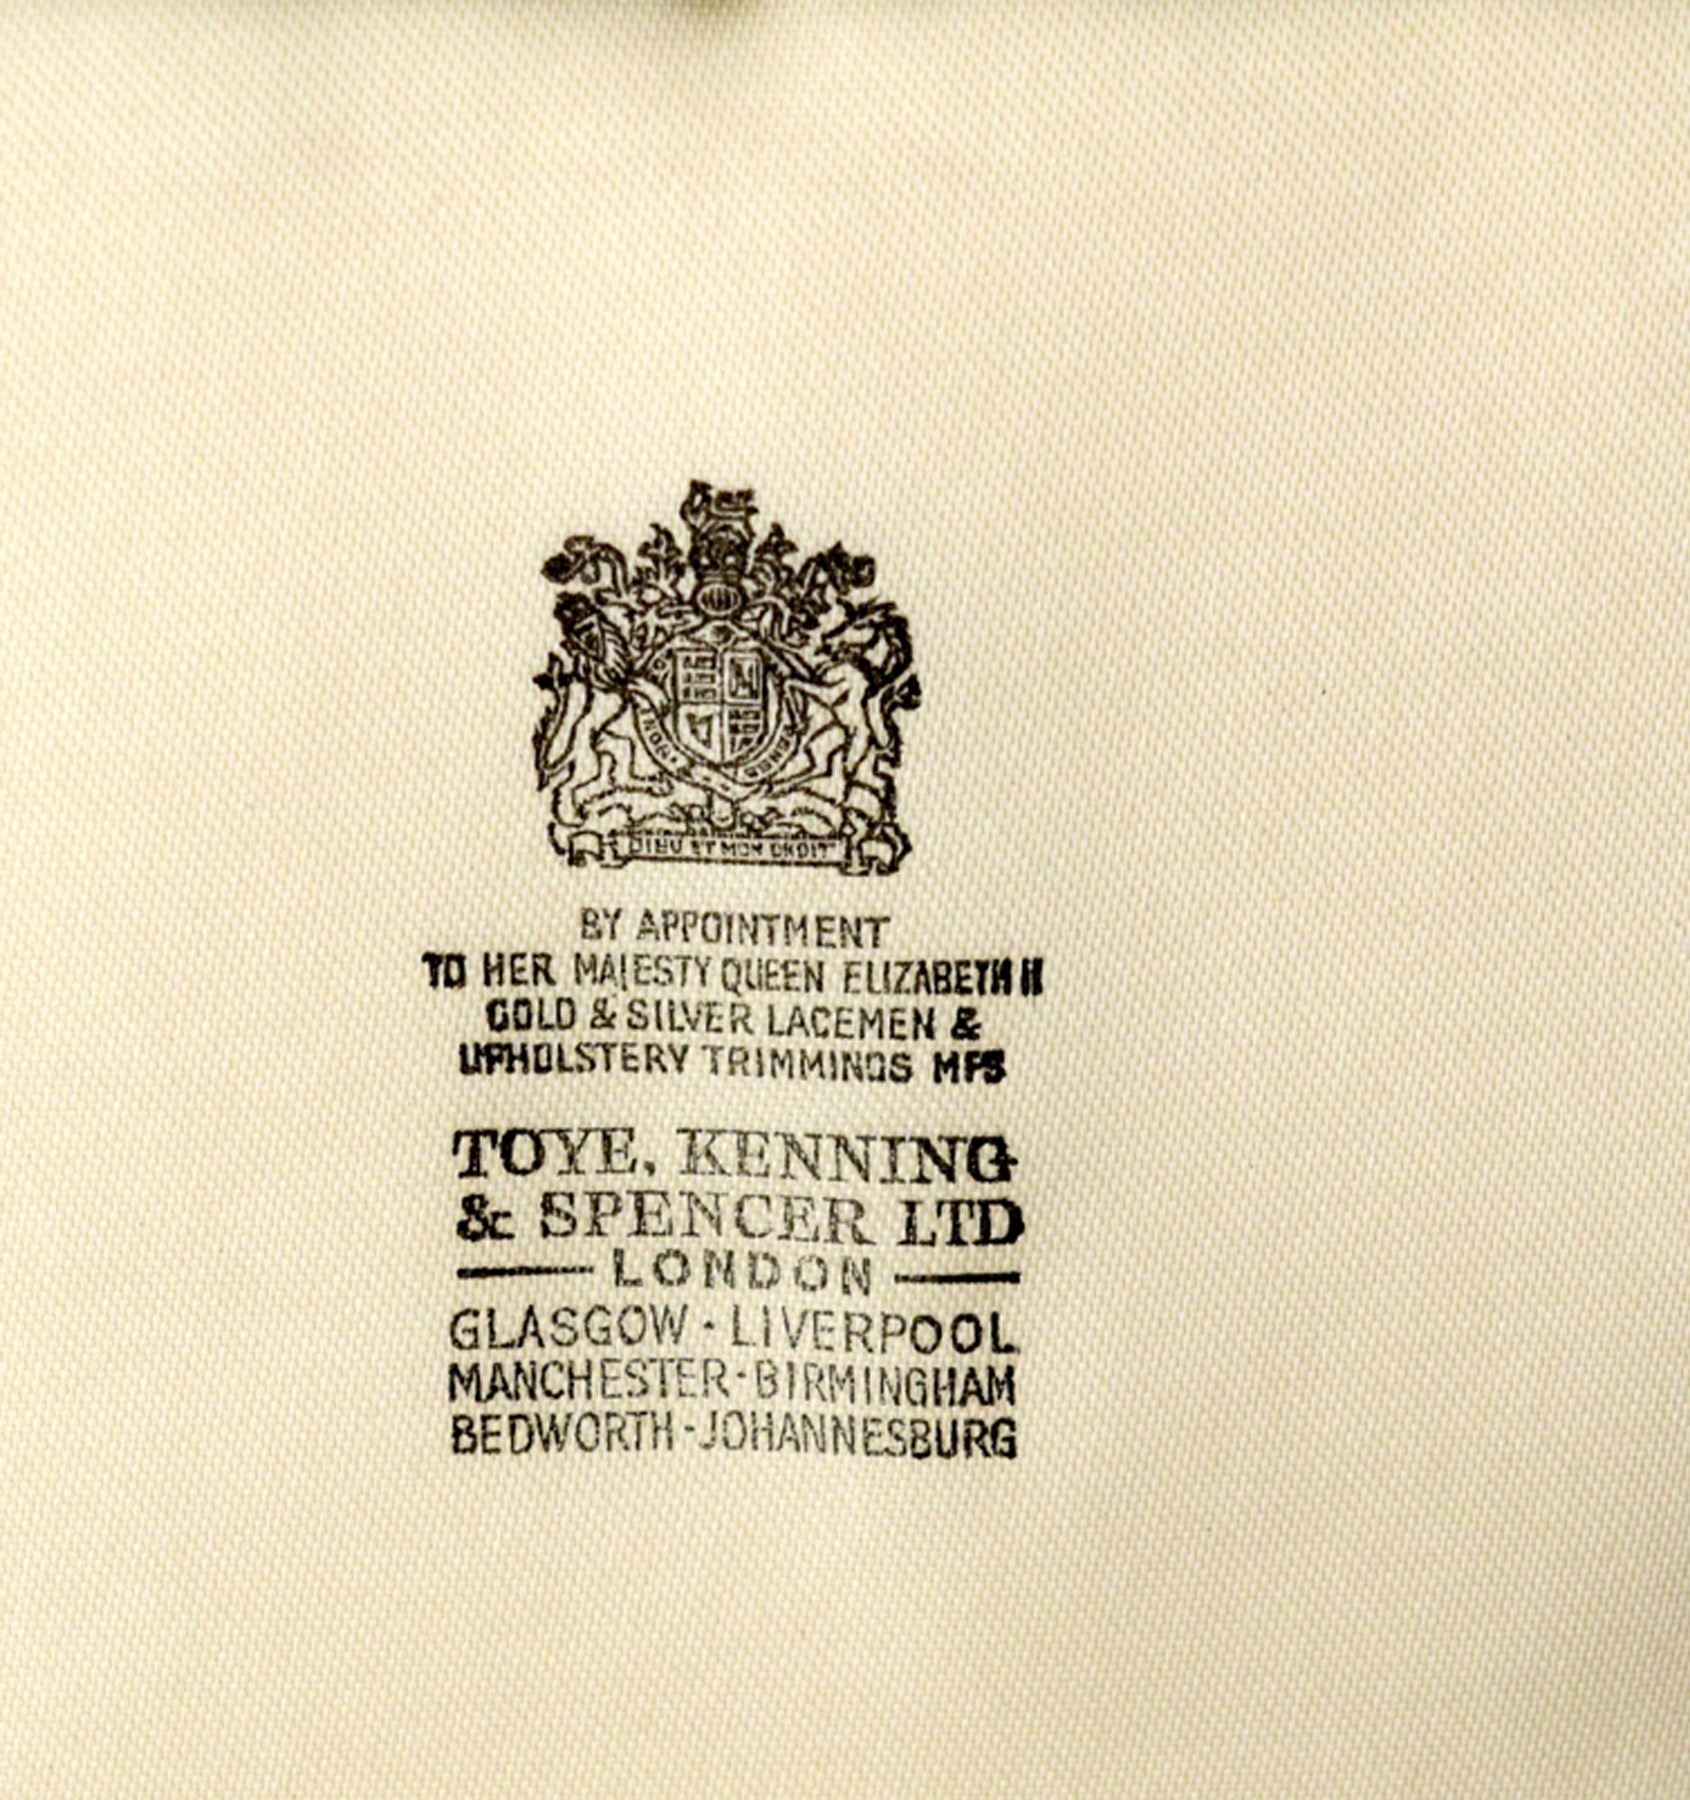 DIEU ET MON DROIT
BY APPOINTMENT
TO HER MAJESTY QUEEN ELIZABETH II
GOLD & SILVER LACEMEN &
UPHOLSTERY TRIMMINGS MFS
TOYE, KENNING
& SPENCER LTD
LONDON
GLASGOW · LIVERPOOL
MANCHESTER · BIRMINGHAM
BEDWORTH · JOHANNESBURG